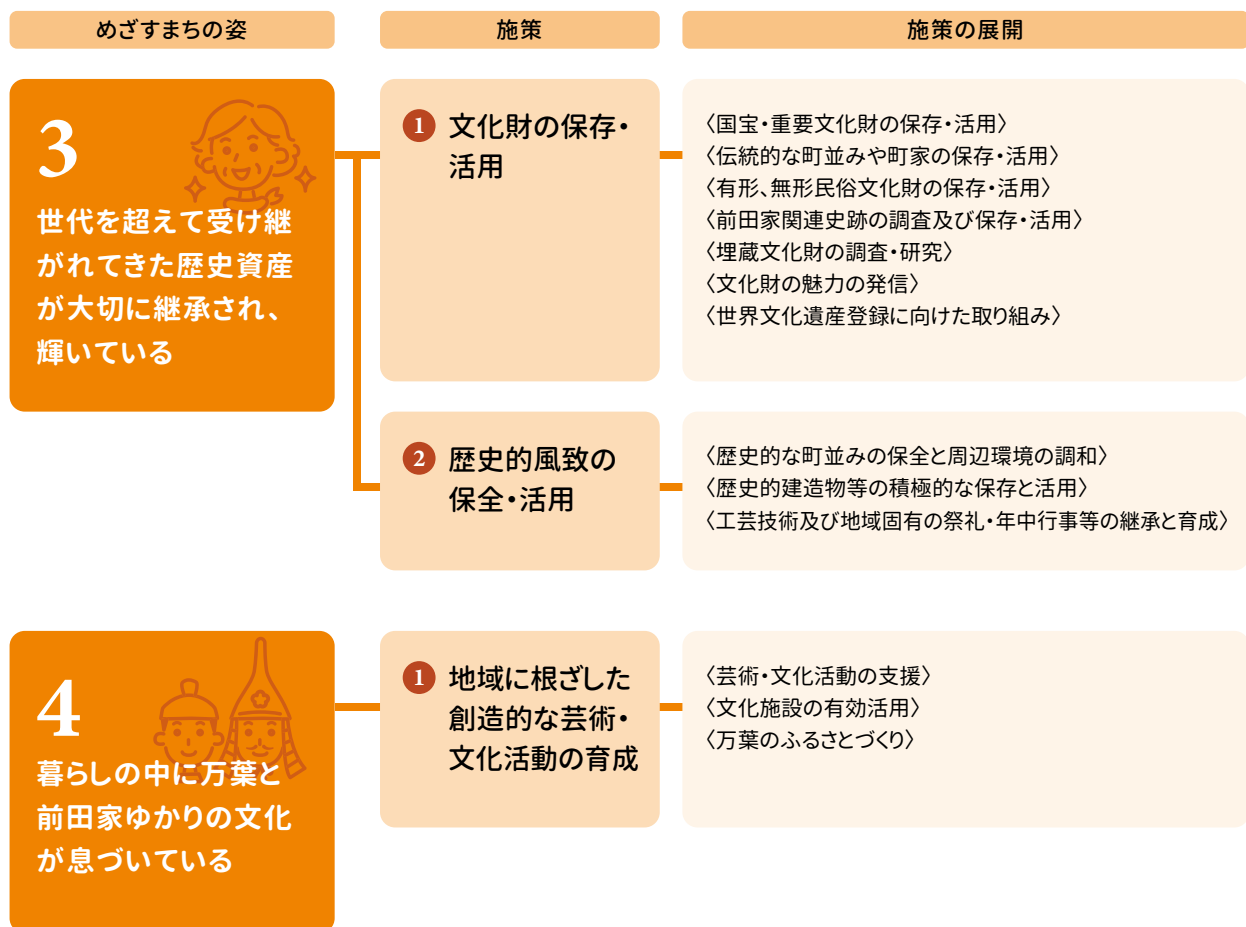 めざすまちの姿
施策
施策の展開
3
世代を超えて受け継
がれてきた歴史資産
が大切に継承され、
輝いている
1 文化財の保存・
活用
〈国宝・重要文化財の保存・活用〉
〈伝統的な町並みや町家の保存・活用〉
〈有形、無形民俗文化財の保存・活用〉
〈前田家関連史跡の調査及び保存・活用〉
〈埋蔵文化財の調査・研究〉
〈文化財の魅力の発信〉
〈世界文化遺産登録に向けた取り組み〉
2 歴史的風致の
保全・活用
〈歴史的な町並みの保全と周辺環境の調和〉
〈歴史的建造物等の積極的な保存と活用〉
〈工芸技術及び地域固有の祭礼・年中行事等の継承と育成〉
4
暮らしの中に万葉と
前田家ゆかりの文化
が息づいている
1 地域に根ざした
創造的な芸術・
文化活動の育成
〈芸術・文化活動の支援〉
〈文化施設の有効活用〉
〈万葉のふるさとづくり〉